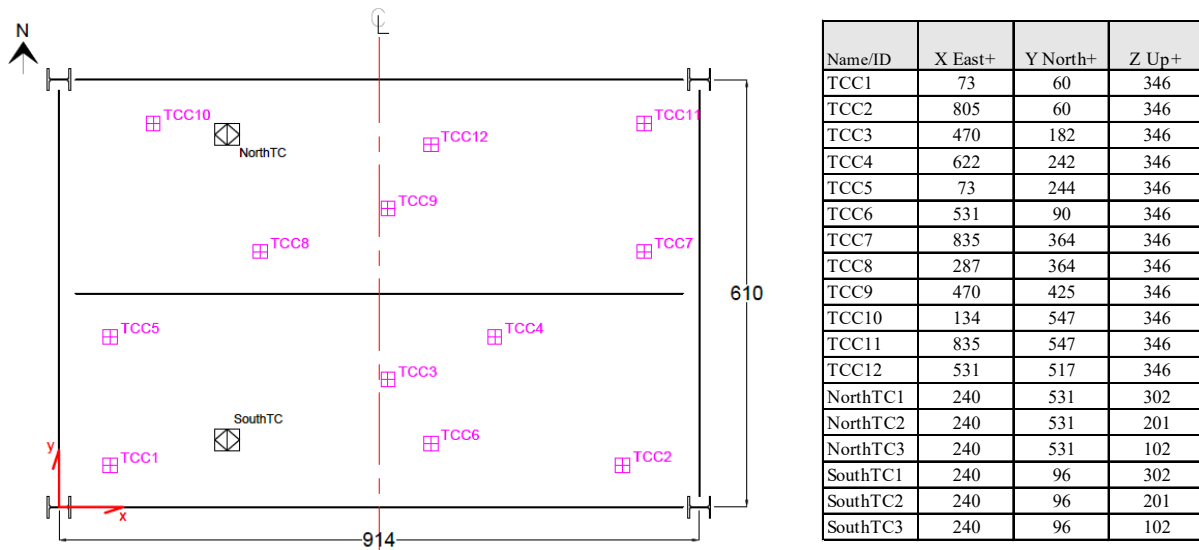 N
℄
TCC10
TCC11
NorthTC
TCC12
TCC9
TCC8
TCC7
610
TCC5
TCC4
TCC3
SouthTC
TCC6
TCC1
TCC2
y
x
914
Name/ID X East+ Y North+ Z Up+
TCC1 73 60 346
TCC2 805 60 346
TCC3 470 182 346
TCC4 622 242 346
TCC5 73 244 346
TCC6 531 90 346
TCC7 835 364 346
TCC8 287 364 346
TCC9 470 425 346
TCC10 134 547 346
TCC11 835 547 346
TCC12 531 517 346
NorthTC1 240 531 302
NorthTC2 240 531 201
NorthTC3 240 531 102
SouthTC1 240 96 302
SouthTC2 240 96 201
SouthTC3 240 96 102